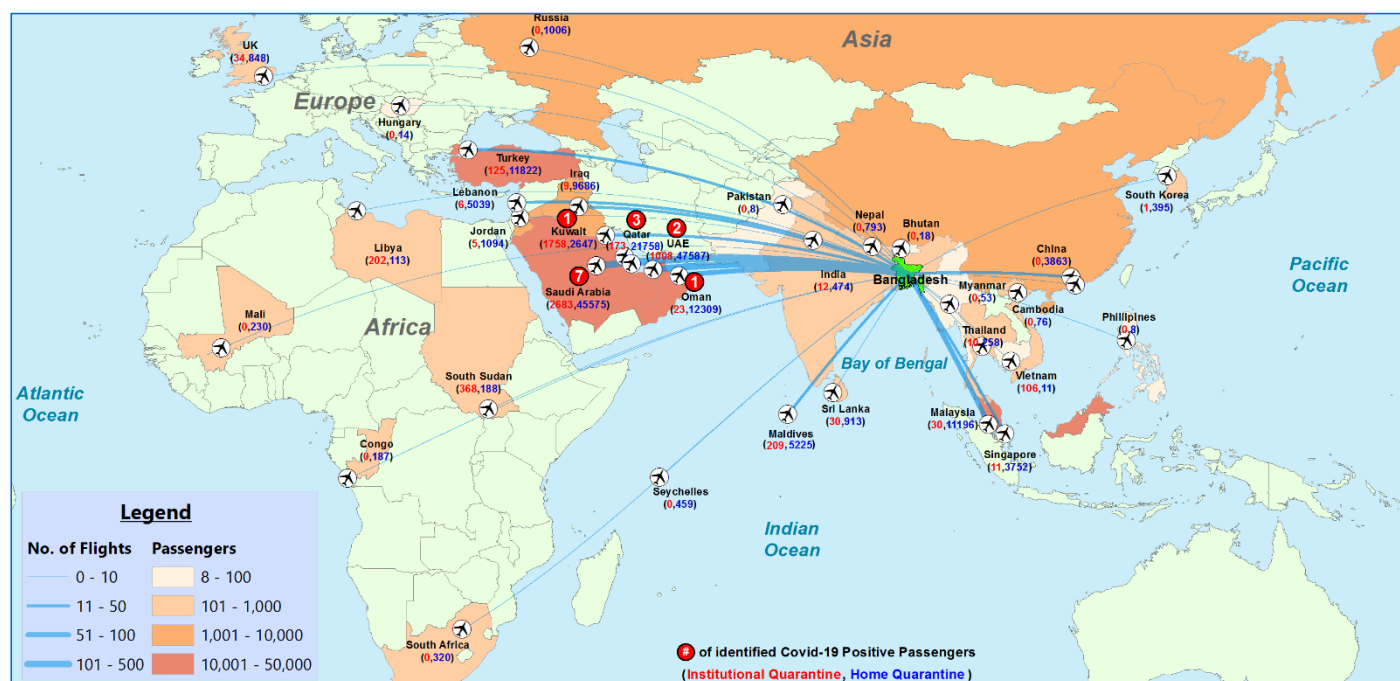 Russia
(0,1006)
Asia
UK
(34,848)
Europe
Hungary
(0,14)
Turkey
(125,11822)
Iraq
(9,9686)
Lebanon
(6,5039)
Pakistan
(0,8)
South Korea
(1,395)
Jordan
(5,1094)
1
Kuwait
(1758,2647)
3
Qatar
(173,21758)
2
UAE
(1008,47587)
Nepal
(0,793)
Bhutan
(0,18)
Libya
(202,113)
China
(0,3863)
Pacific
Ocean
7
Saudi Arabia
(2683,45575)
1
Oman
(23,12309)
India
(12,474)
Bangladesh
Myanmar
(0,53)
Cambodia
(0,76)
Phillipines
(0,8)
Mali
(0,230)
Africa
Thailand
(10,258)
Bay of Bengal
Vietnam
(106,11)
South Sudan
(368,188)
Atlantic
Ocean
Sri Lanka
(30,913)
Malaysia
(30,11196)
Maldives
(209,5225)
Singapore
(11,3752)
Congo
(0,187)
Seychelles
(0,459)
Indian
Ocean
Legend
No. of Flights Passengers
0 - 10 8 - 100
11 - 50 101 - 1,000
51 - 100 1,001 - 10,000
101 - 500 10,001 - 50,000
South Africa
(0,320)
# of identified Covid-19 Positive Passengers
(Institutional Quarantine, Home Quarantine )